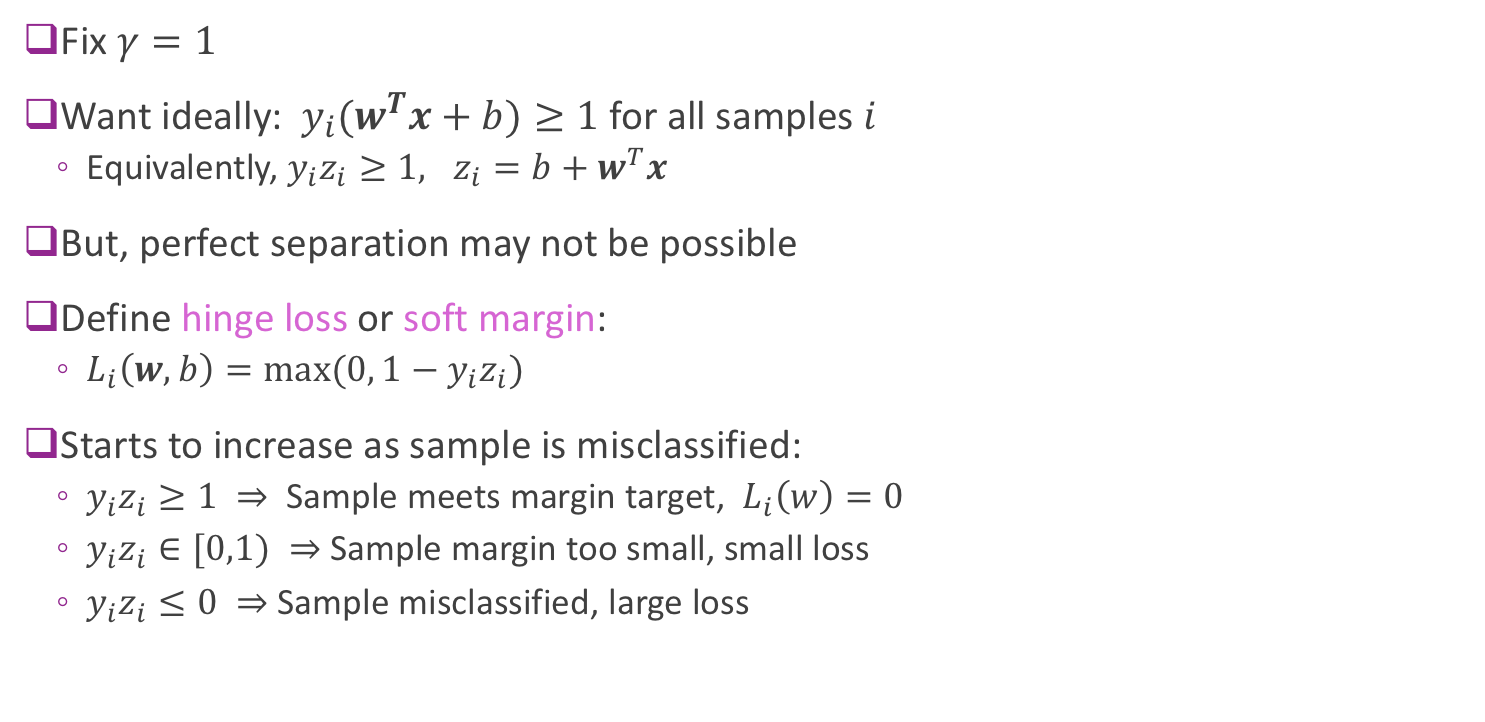 ❑Fix γ = 1
❑Want ideally: yᵢ(𝒘ᵀ𝒙 + b) ≥ 1 for all samples i
◦ Equivalently, yᵢzᵢ ≥ 1, zᵢ = b + 𝒘ᵀ𝒙
❑But, perfect separation may not be possible
❑Define hinge loss or soft margin:
◦ Lᵢ(𝒘, b) = max(0, 1 − yᵢzᵢ)
❑Starts to increase as sample is misclassified:
◦ yᵢzᵢ ≥ 1 ⇒ Sample meets margin target, Lᵢ(w) = 0
◦ yᵢzᵢ ∈ [0,1) ⇒ Sample margin too small, small loss
◦ yᵢzᵢ ≤ 0 ⇒ Sample misclassified, large loss